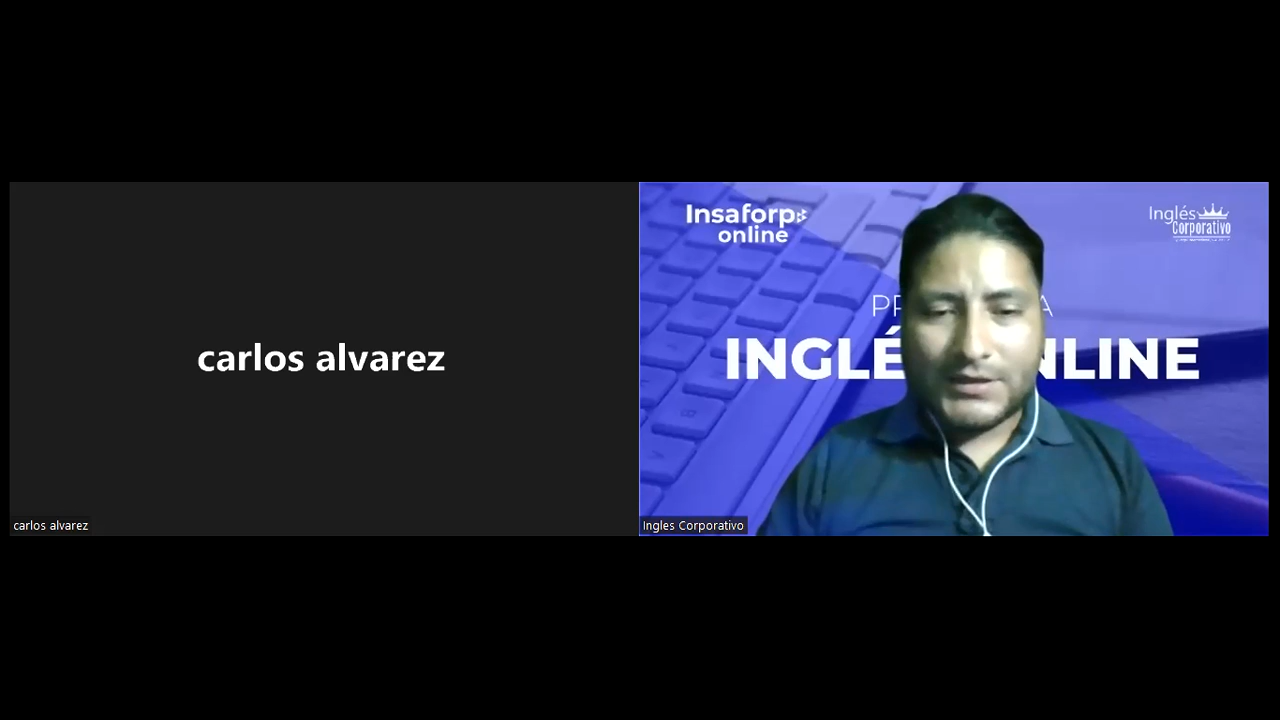 carlos alvarez
carlos alvarez
Insaforp
online
Inglés
Corporativo
INGLÉ NLINE
Ingles Corporativo